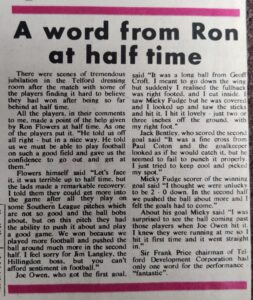 A word from Ron
at half time
There were scenes of tremendous
jubilation in the Telford dressing
room after the match with some of
the players finding it hard to believe
they had won after being so far
behind at half time.
All the players, in their comments
to me, made a point of the help given
by Ron Flowers at half time. As one
of the players put it. "He told us off
all right - but in a nice way. He told
us we must be able to play football
on such a good field and gave us the
confidence to go out and get at
them."
Flowers himself said "Let's face
it, it was terrible up to half time, but
the lads made a remarkable recovery.
I told them they could get more into
the game after all they play on
some Southern League pitches which
are not so good and the ball bobs
about, but on this pitch they had
the ability to push it about and play
good game. We won because we
played more football and pushed the
ball around much more in the second
half. I feel sorry for Jim Langley, the
Hillingdon boss, but you can't
afford sentiment in football."
Joe Owen, who got the first goal,
said "It was a long ball from Geoff
Croft. I meant to go down the wing
but suddenly I realised the fullback
was right footed, and I cut inside. I
saw Micky Fudge but he was covered
and I looked up and saw the sticks
and hit it. I hit it lovely - just two or
three inches off the ground, with
my right foot."
Jack Bentley, who scored the second
goal said "It was a fine cross from
Paul Coton and the goalkeeper
looked as if he would catch it, but he
seemed to fail to punch it properly.
I just tried to keep cool and picked
my spot."
Micky Fudge scorer of the winning
goal said "I thought we were unlucky
to be 2 - 0 down. In the second half
we pushed the ball about more and I
felt the goals had to come."
About his goal Micky said "I was
surprised to see the ball coming past
those players when Joe Owen hit it.
I knew they were running at me so I
hit it first time and it went straight
in."
Sir Frank Price chairman of Telford
Development Corporation had
only one word for the performance
"fantastic".